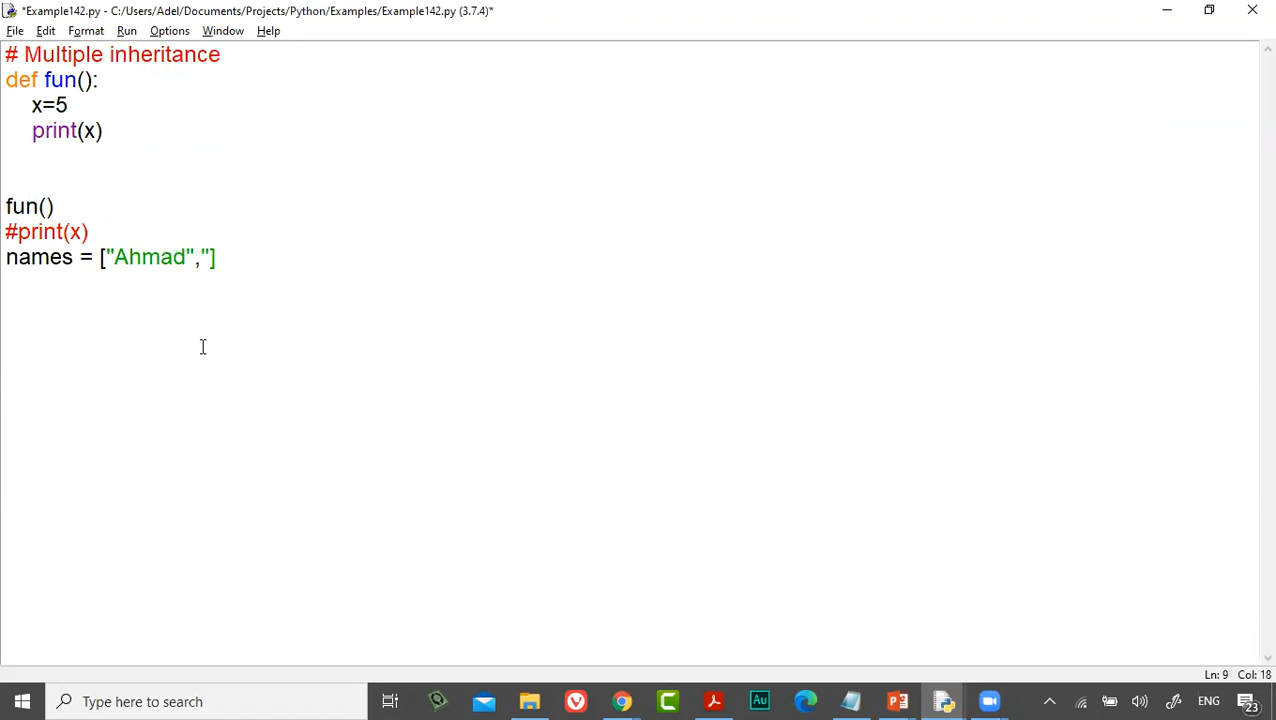 *Example142.py - C:/Users/Adel/Documents/Projects/Python/Examples/Example142.py (3.7.4)*
File Edit Format Run Options Window Help
# Multiple inheritance
def fun():
    x=5
    print(x)
fun()
#print(x)
names = ["Ahmad","]
Ln: 9 Col: 18
Type here to search
Au
ENG
23